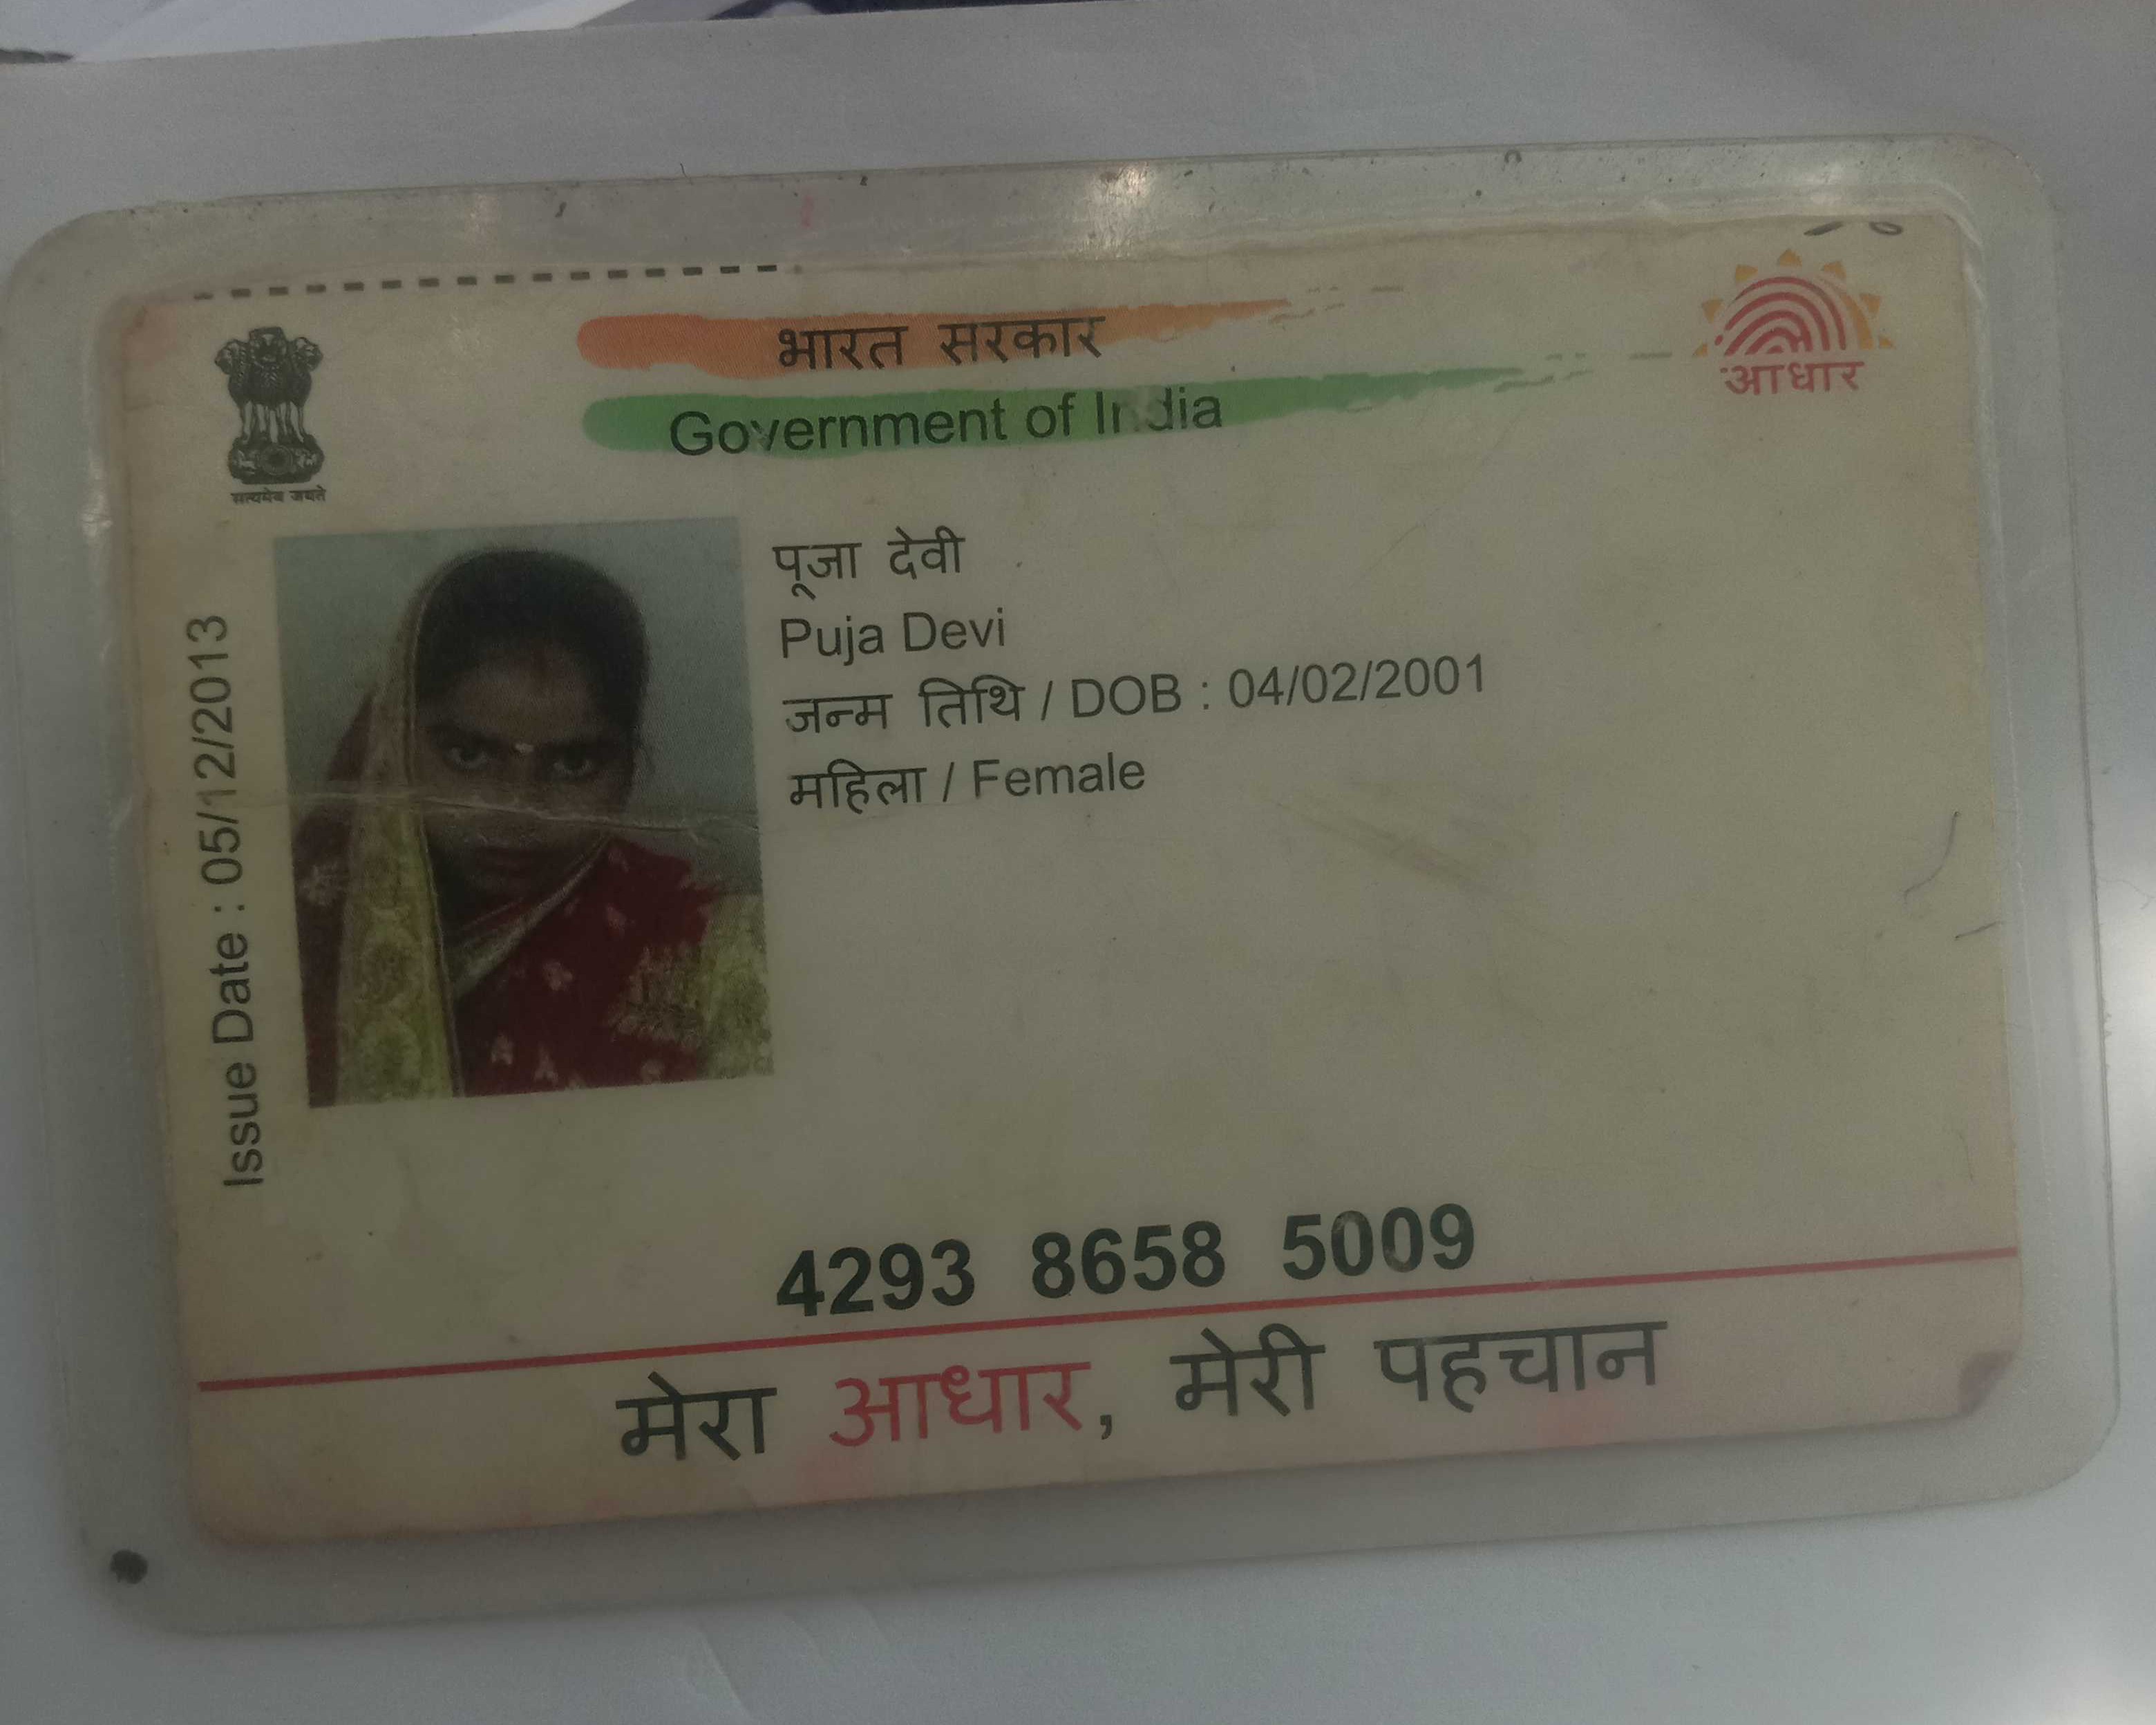 भारत सरकार
Government of India
आधार
सत्यमेव जयते
पूजा देवी
Puja Devi
जन्म तिथि / DOB : 04/02/2001
महिला / Female
Issue Date : 05/12/2013
4293 8658 5009
मेरा आधार, मेरी पहचान